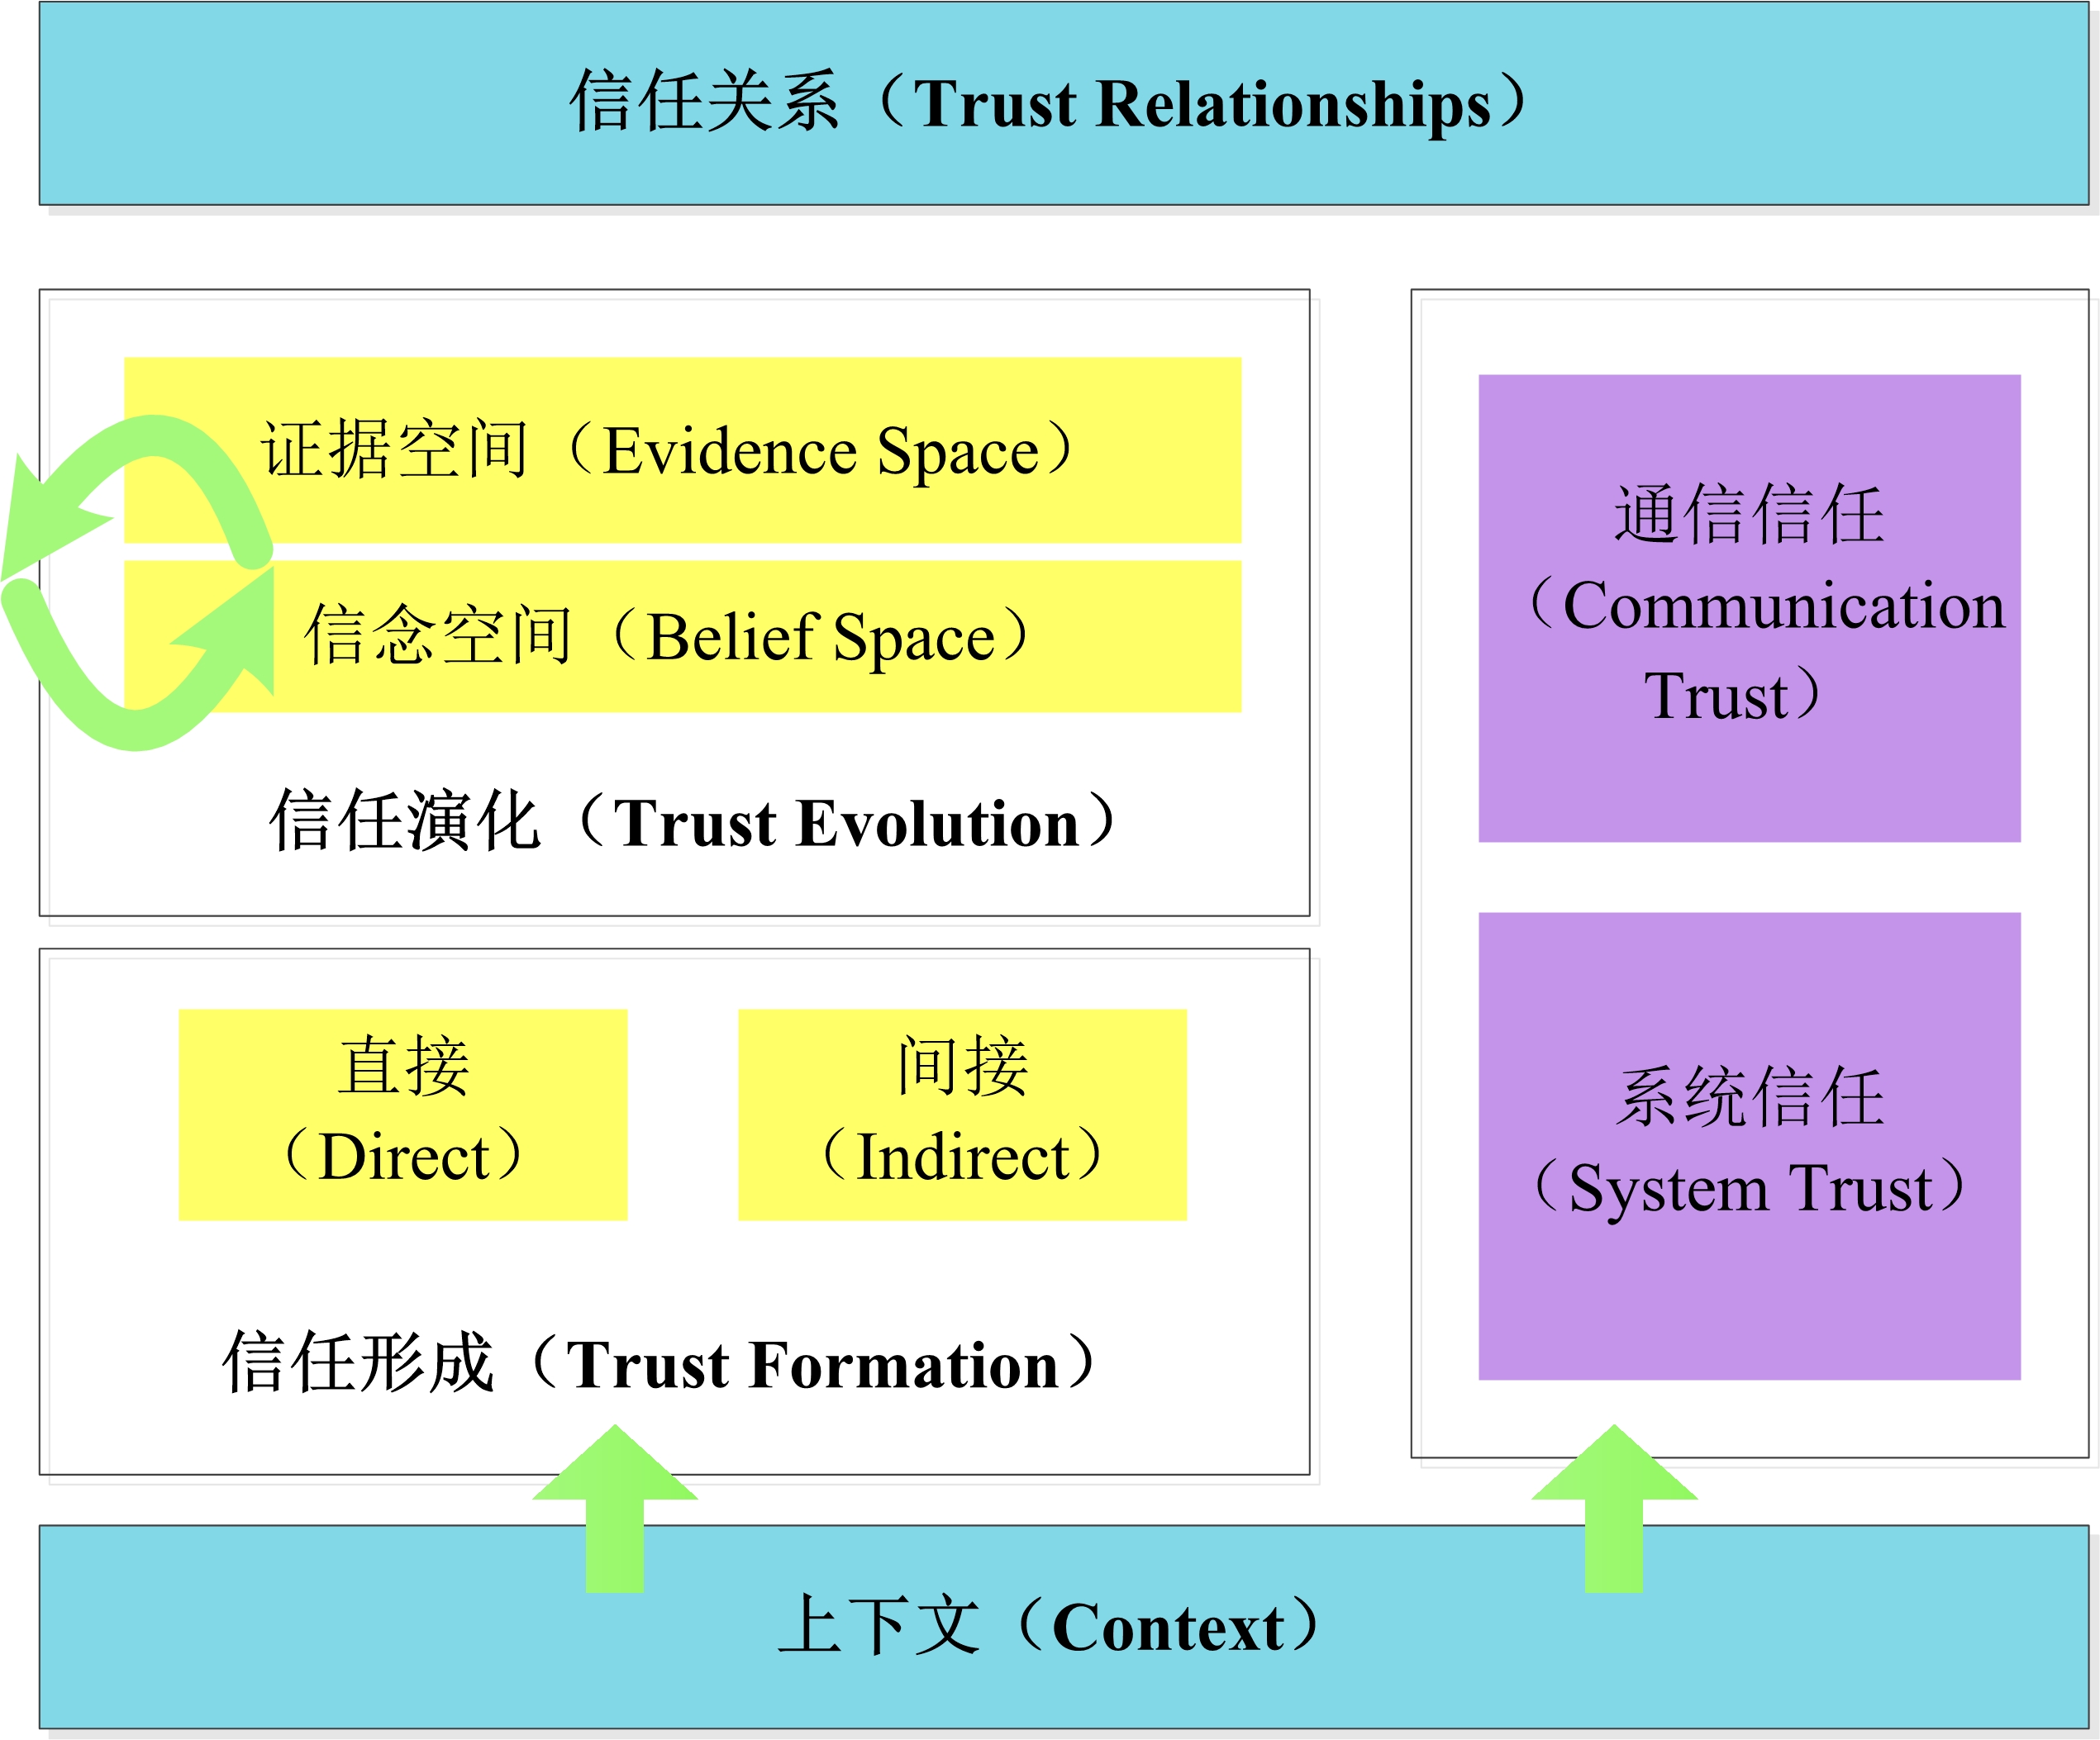 信任关系（Trust Relationships）
证据空间（Evidence Space）
信念空间（Belief Space）
信任演化（Trust Evolution）
直接
（Direct）
间接
（Indirect）
信任形成（Trust Formation）
通信信任
（Communication
Trust）
系统信任
（System Trust）
上下文（Context）